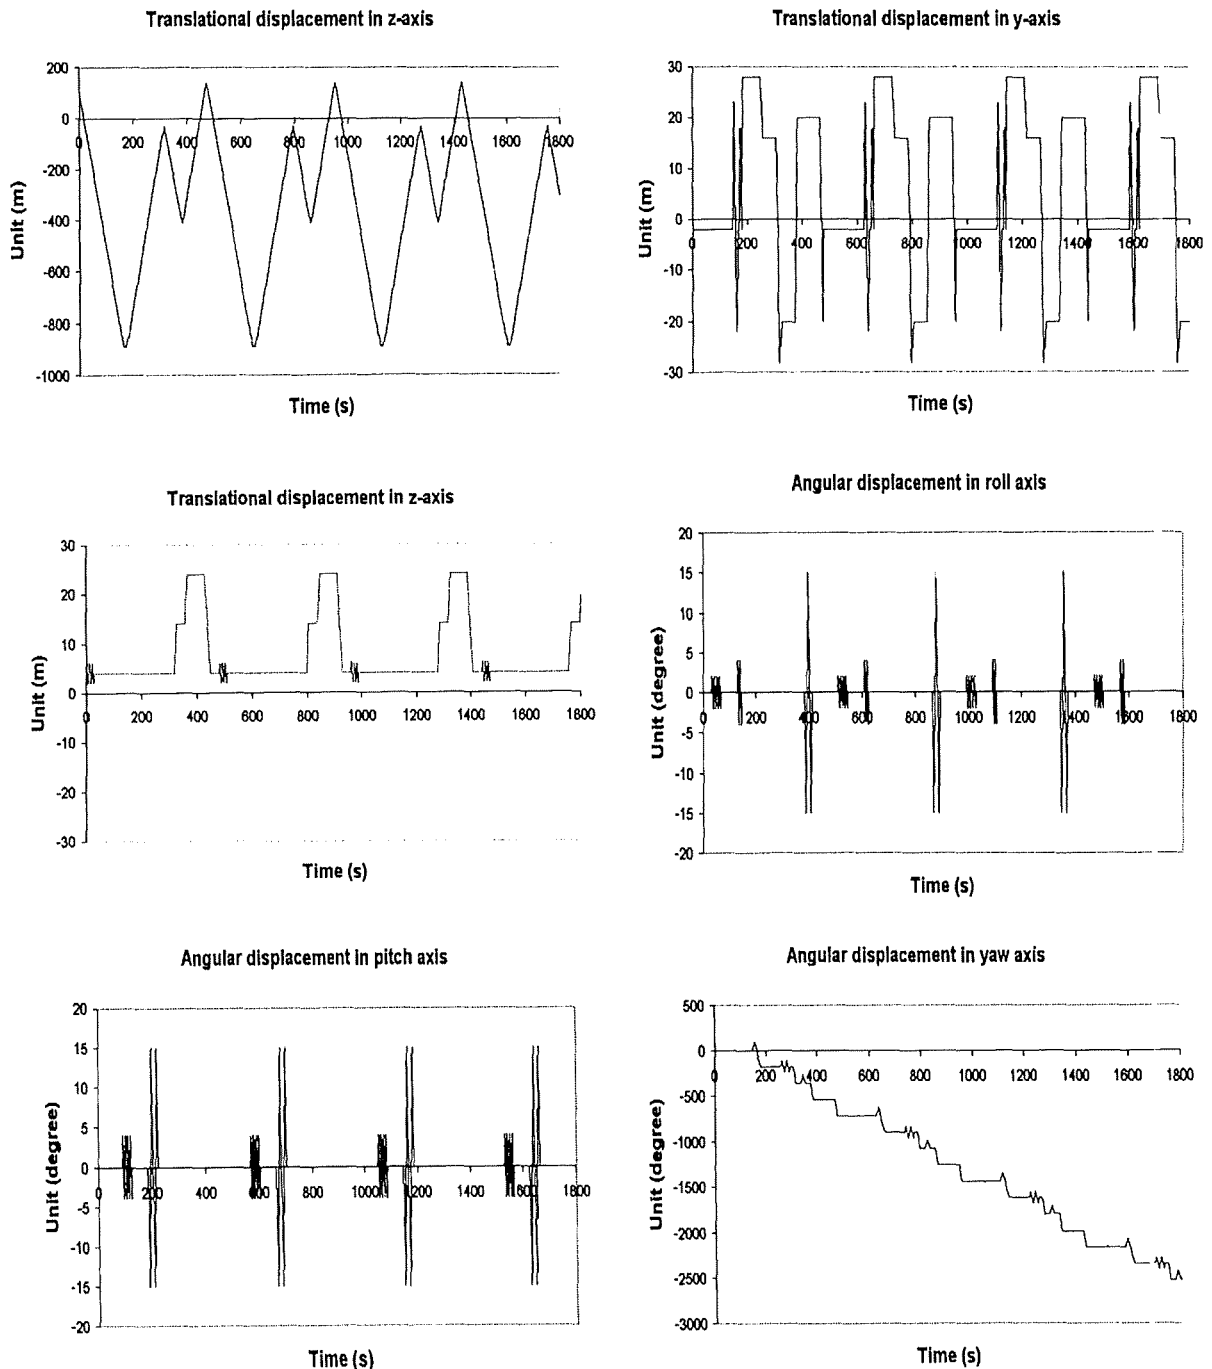 Translational displacement in z-axis
200
0
-200
-400
-600
-800
-1000
0 200 400 600 800 1000 1200 1400 1600 1800
Unit (m)
Time (s)
Translational displacement in y-axis
30
20
10
0
-10
-20
-30
0 200 400 600 800 1000 1200 1400 1600 1800
Unit (m)
Time (s)
Translational displacement in z-axis
30
20
10
0
-10
-20
-30
0 200 400 600 800 1000 1200 1400 1600 1800
Unit (m)
Time (s)
Angular displacement in roll axis
20
15
10
5
0
-5
-10
-15
-20
0 200 400 600 800 1000 1200 1400 1600 1800
Unit (degree)
Time (s)
Angular displacement in pitch axis
20
15
10
5
0
-5
-10
-15
-20
0 200 400 600 800 1000 1200 1400 1600 1800
Unit (degree)
Time (s)
Angular displacement in yaw axis
500
0
-500
-1000
-1500
-2000
-2500
-3000
0 200 400 600 800 1000 1200 1400 1600 1800
Unit (degree)
Time (s)